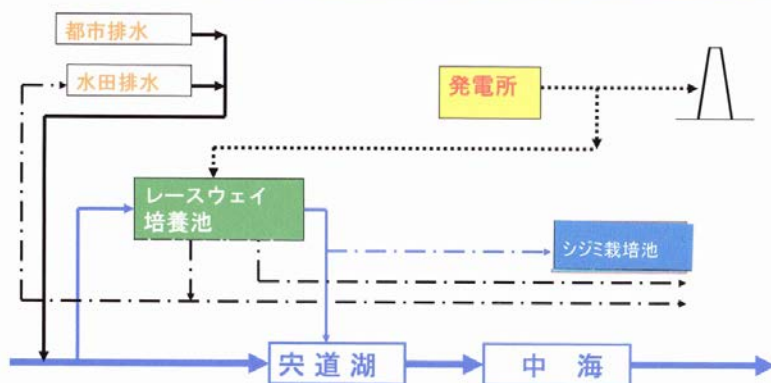 都市排水
水田排水
発電所
レースウェイ
培養池
シジミ栽培池
宍道湖
中海